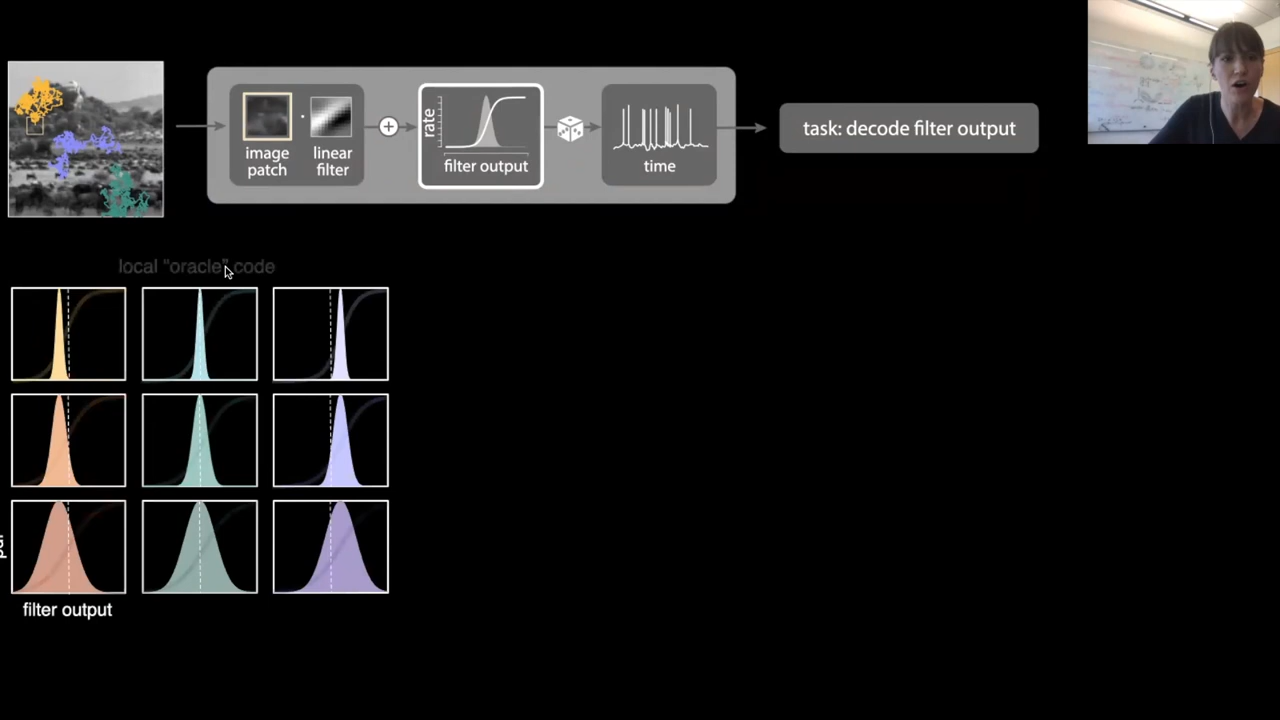 image
patch
linear
filter
rate
filter output
time
task: decode filter output
local "oracle" code
filter output